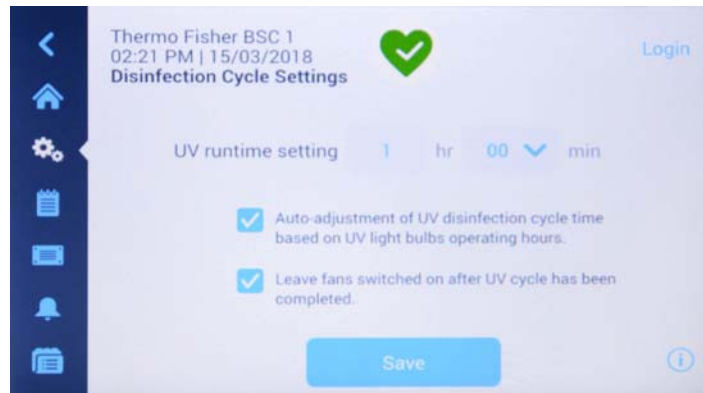 Thermo Fisher BSC 1
02:21 PM | 15/03/2018
Disinfection Cycle Settings
Login
UV runtime setting 1 hr 00 min
Auto-adjustment of UV disinfection cycle time
based on UV light bulbs operating hours.
Leave fans switched on after UV cycle has been
completed.
Save
i